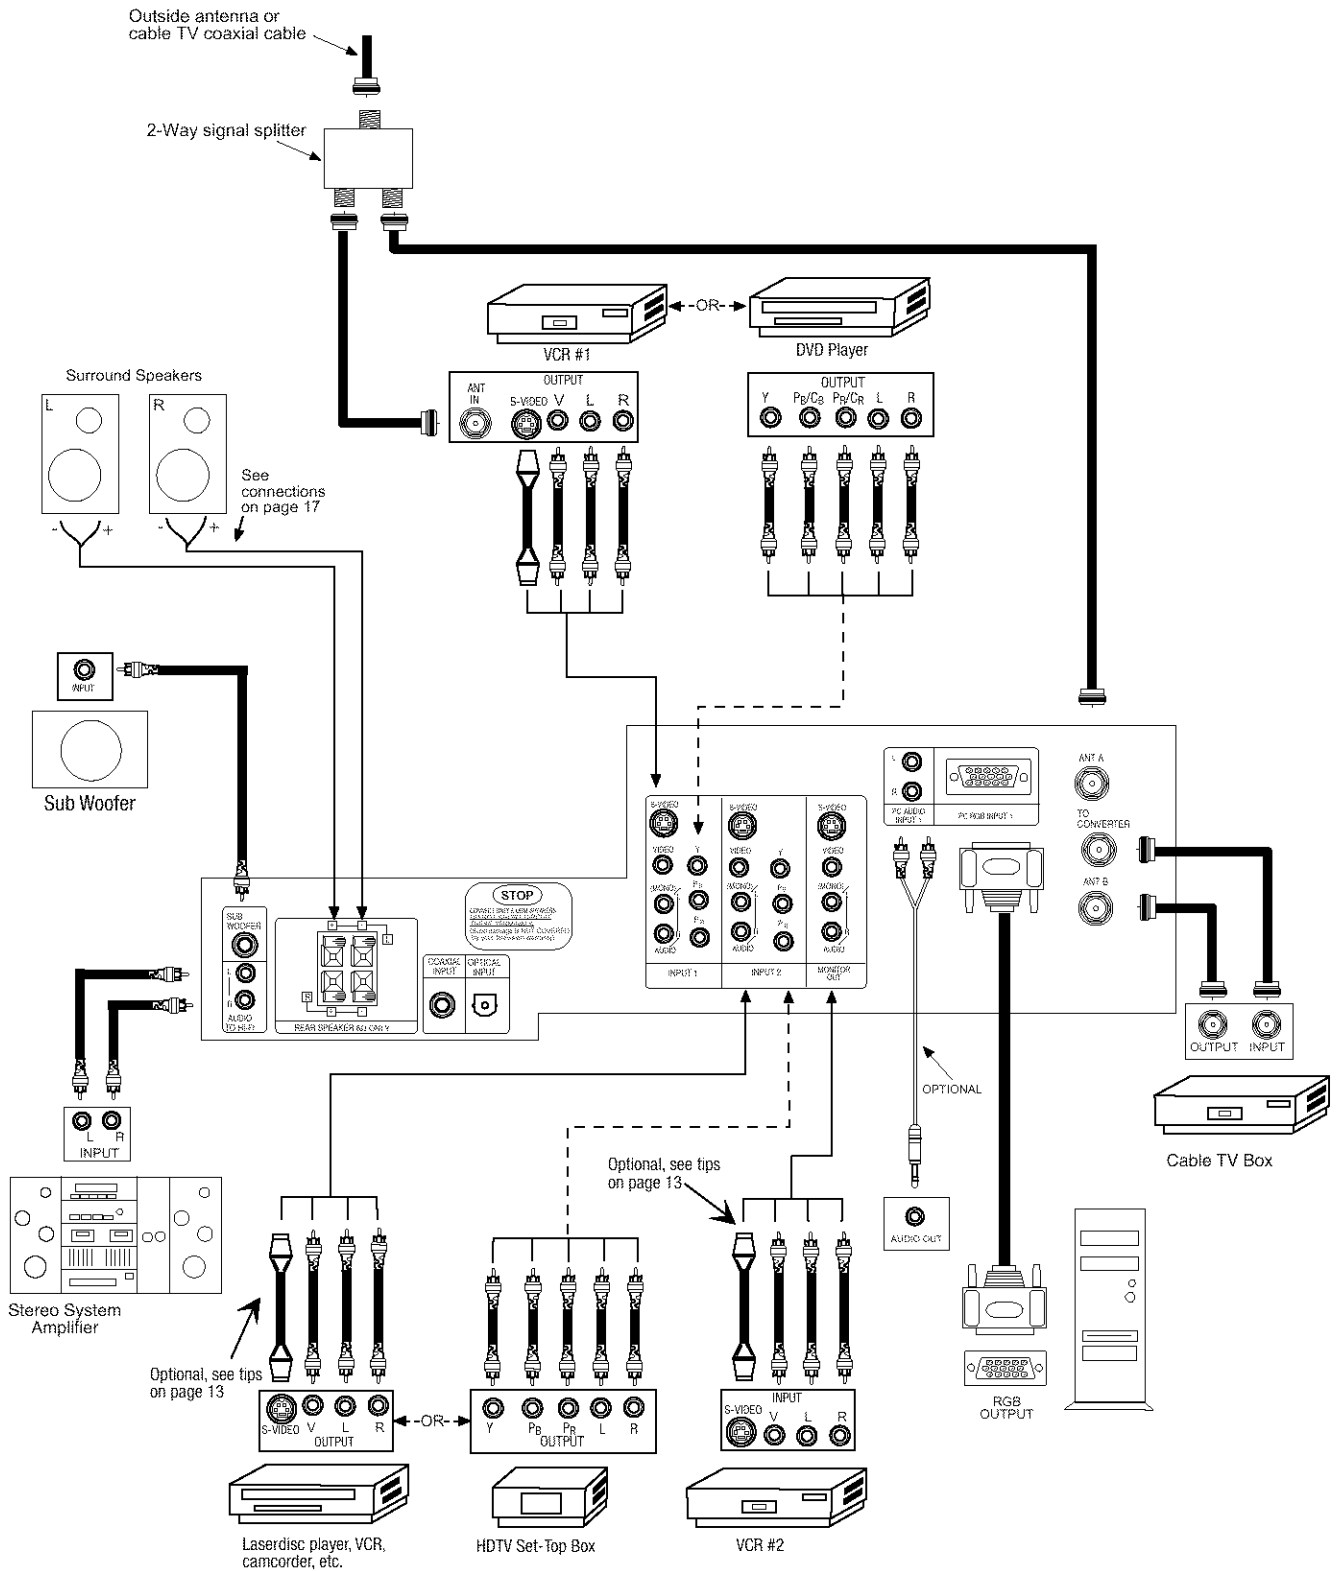 Outside antenna or
cable TV coaxial cable
2-Way signal splitter
OR
VCR #1
DVD Player
Surround Speakers
L
R
ANT
IN
OUTPUT
S-VIDEO V L R
OUTPUT
Y PB/CB PR/CR L R
See
connections
on page 17
- + - +
INPUT
Sub Woofer
ANT A
L
R
PC AUDIO
INPUT 1
PC RGB INPUT 1
TO
CONVERTER
ANT B
S-VIDEO S-VIDEO S-VIDEO
VIDEO Y VIDEO Y VIDEO
(MONO) PB (MONO) PB (MONO)
PR PR
AUDIO AUDIO AUDIO
INPUT 1 INPUT 2 MONITOR
OUT
STOP
SUB
WOOFER
L
R
AUDIO
TO HI-FI
COAXIAL
INPUT
OPTICAL
INPUT
REAR SPEAKER 8Ω ONLY
OUTPUT INPUT
Cable TV Box
OPTIONAL
L R
INPUT
Stereo System
Amplifier
Optional, see tips
on page 13
Optional, see tips
on page 13
AUDIO OUT
RGB
OUTPUT
S-VIDEO V L R
OUTPUT
OR
Y PB PR L R
OUTPUT
INPUT
S-VIDEO V L R
Laserdisc player, VCR,
camcorder, etc.
HDTV Set-Top Box
VCR #2